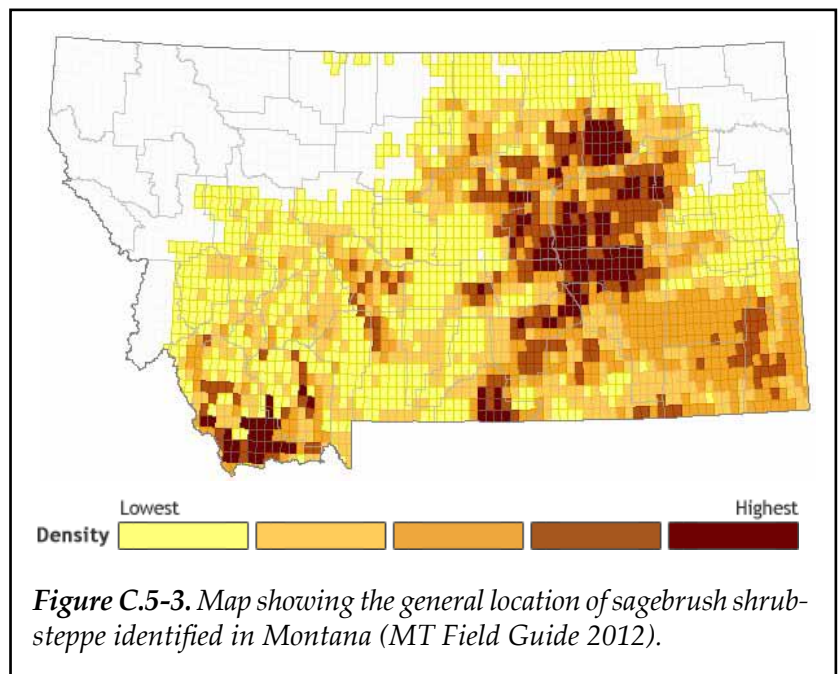 Lowest Highest
Density
Figure C.5-3. Map showing the general location of sagebrush shrub-
steppe identified in Montana (MT Field Guide 2012).